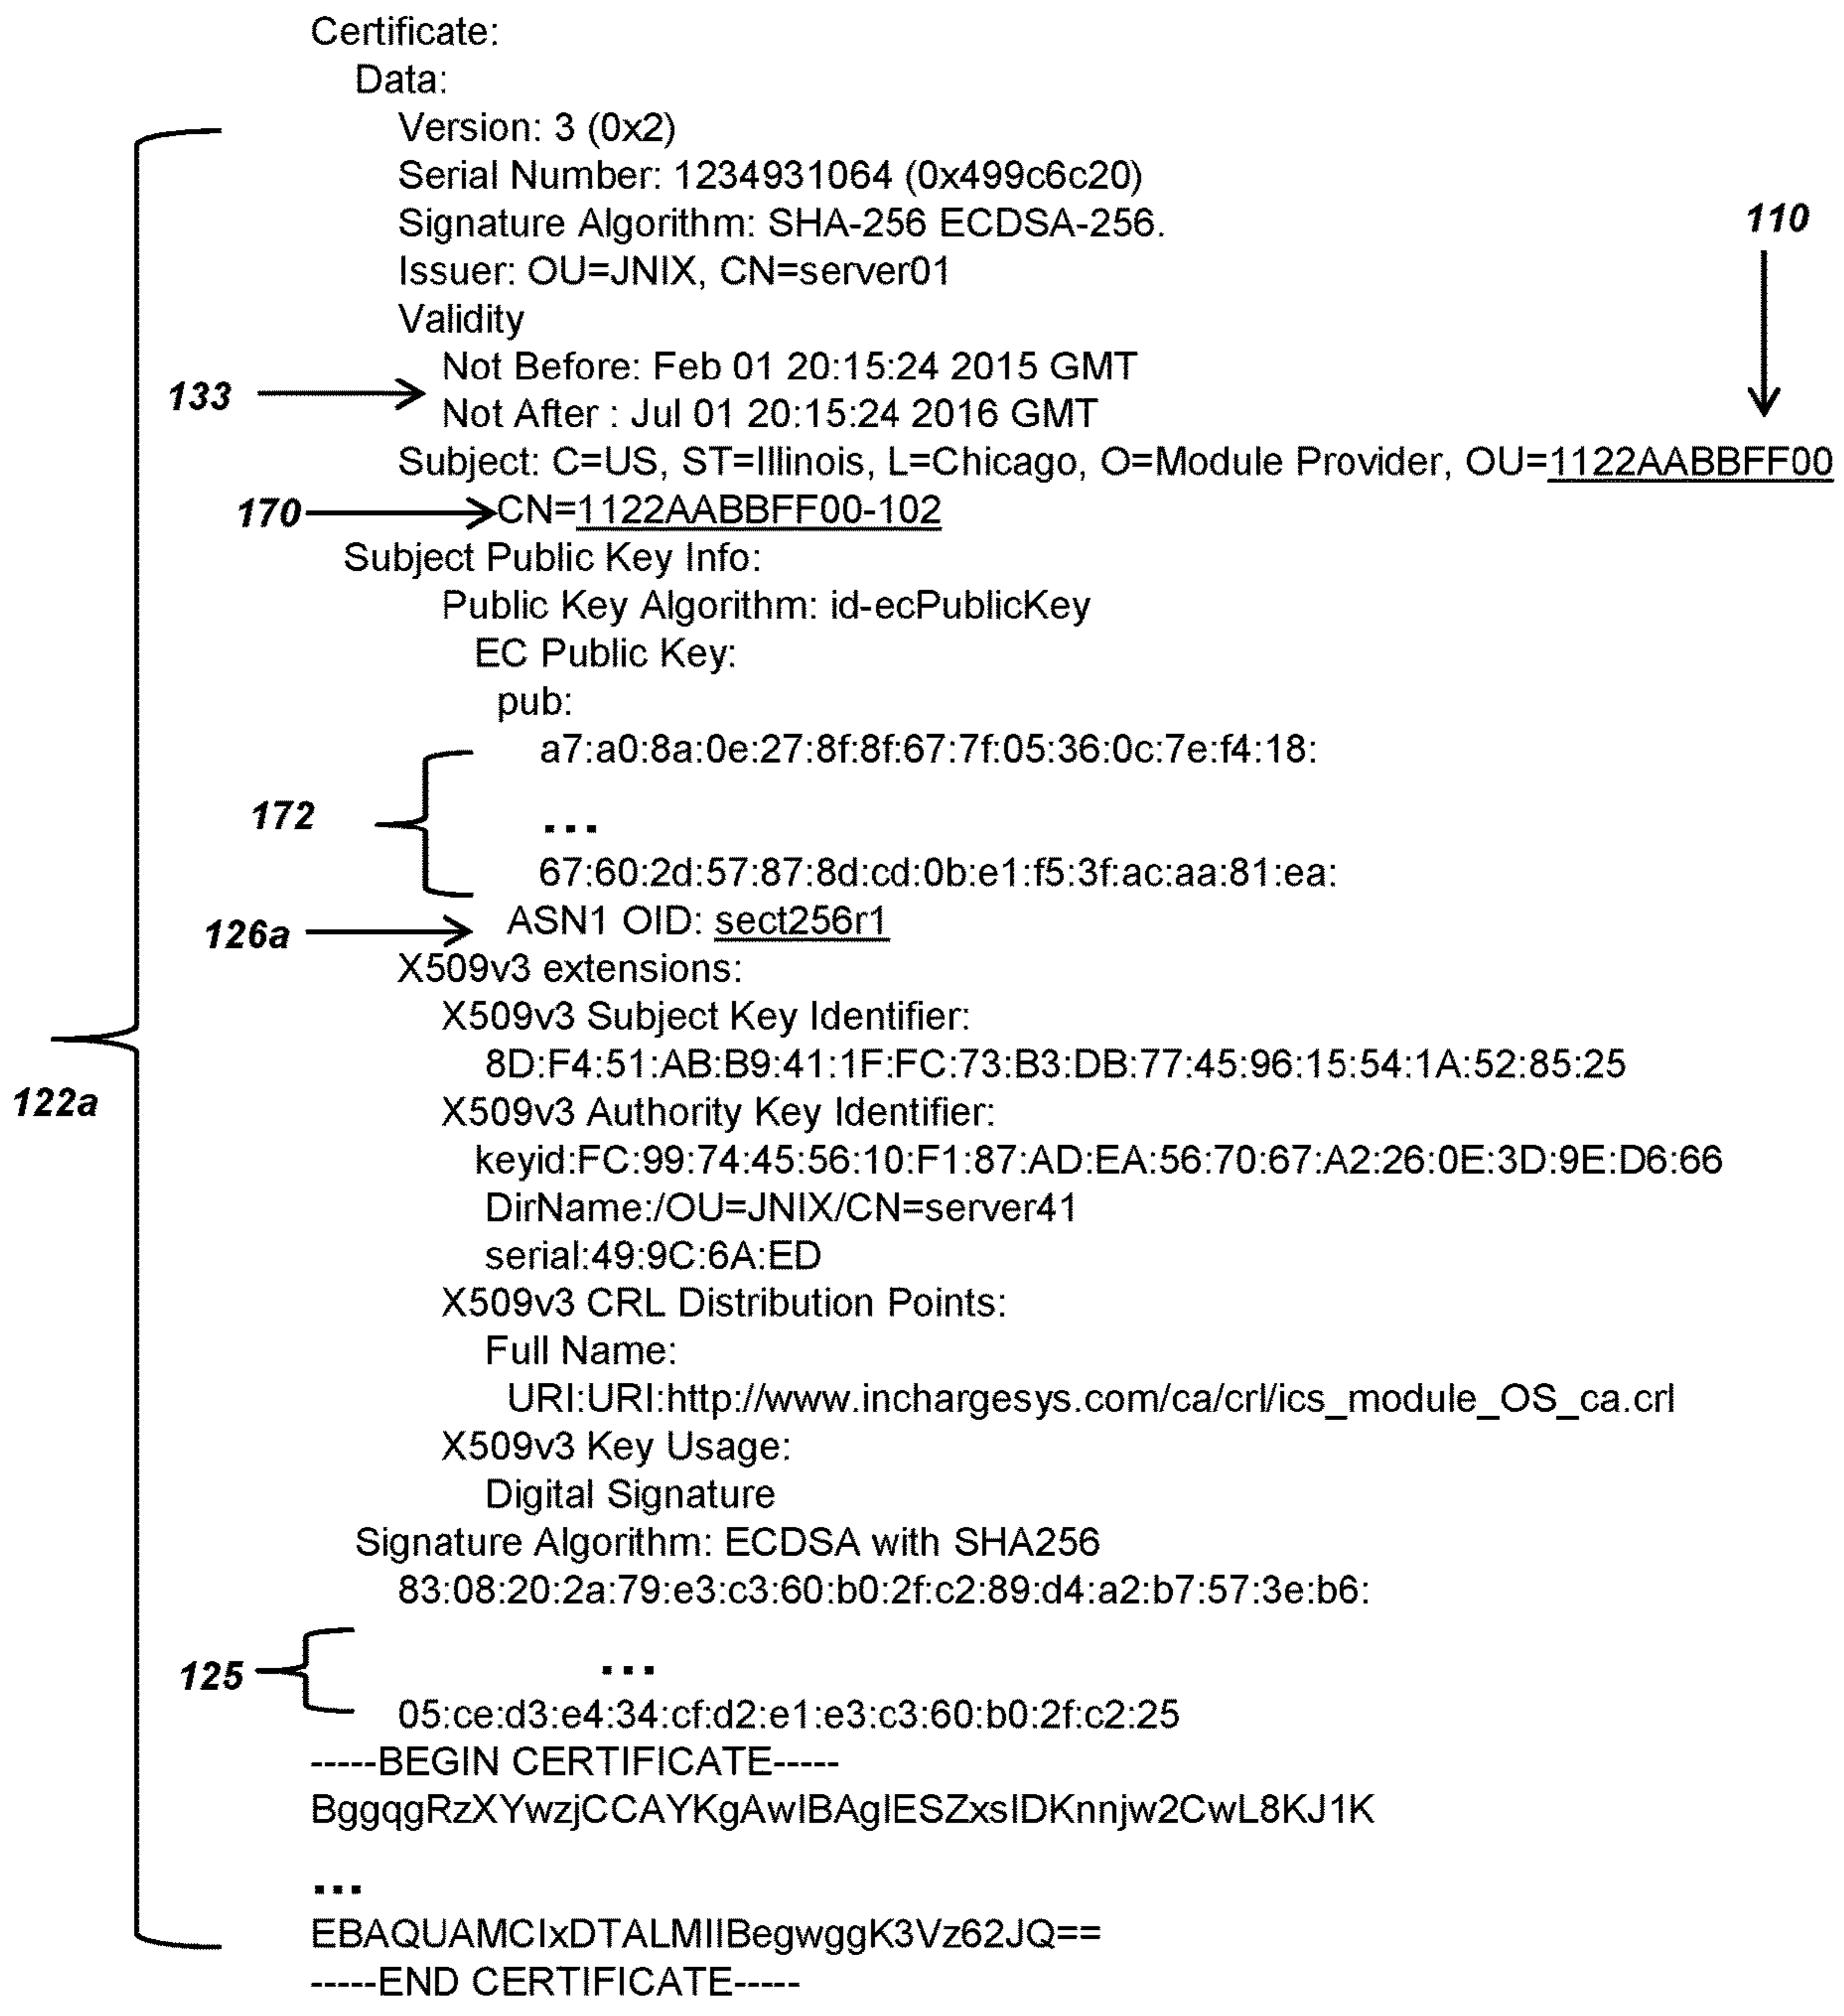 Certificate:
Data:
Version: 3 (0x2)
Serial Number: 1234931064 (0x499c6c20)
Signature Algorithm: SHA-256 ECDSA-256.
110
Issuer: OU=JNIX, CN=server01
Validity
Not Before: Feb 01 20:15:24 2015 GMT
133
Not After : Jul 01 20:15:24 2016 GMT
Subject: C=US, ST=Illinois, L=Chicago, O=Module Provider, OU=1122AABBFF00
170 CN=1122AABBFF00-102
Subject Public Key Info:
Public Key Algorithm: id-ecPublicKey
EC Public Key:
pub:
a7:a0:8a:0e:27:8f:8f:67:7f:05:36:0c:7e:f4:18:
172
...
67:60:2d:57:87:8d:cd:0b:e1:f5:3f:ac:aa:81:ea:
126a ASN1 OID: sect256r1
X509v3 extensions:
X509v3 Subject Key Identifier:
8D:F4:51:AB:B9:41:1F:FC:73:B3:DB:77:45:96:15:54:1A:52:85:25
122a
X509v3 Authority Key Identifier:
keyid:FC:99:74:45:56:10:F1:87:AD:EA:56:70:67:A2:26:0E:3D:9E:D6:66
DirName:/OU=JNIX/CN=server41
serial:49:9C:6A:ED
X509v3 CRL Distribution Points:
Full Name:
URI:URI:http://www.inchargesys.com/ca/crl/ics_module_OS_ca.crl
X509v3 Key Usage:
Digital Signature
Signature Algorithm: ECDSA with SHA256
83:08:20:2a:79:e3:c3:60:b0:2f:c2:89:d4:a2:b7:57:3e:b6:
125
...
05:ce:d3:e4:34:cf:d2:e1:e3:c3:60:b0:2f:c2:25
-----BEGIN CERTIFICATE-----
BggqgRzXYwzjCCAYKgAwIBAgIESZxsIDKnnjw2CwL8KJ1K
...
EBAQUAMCIxDTALMIIBegwggK3Vz62JQ==
-----END CERTIFICATE-----